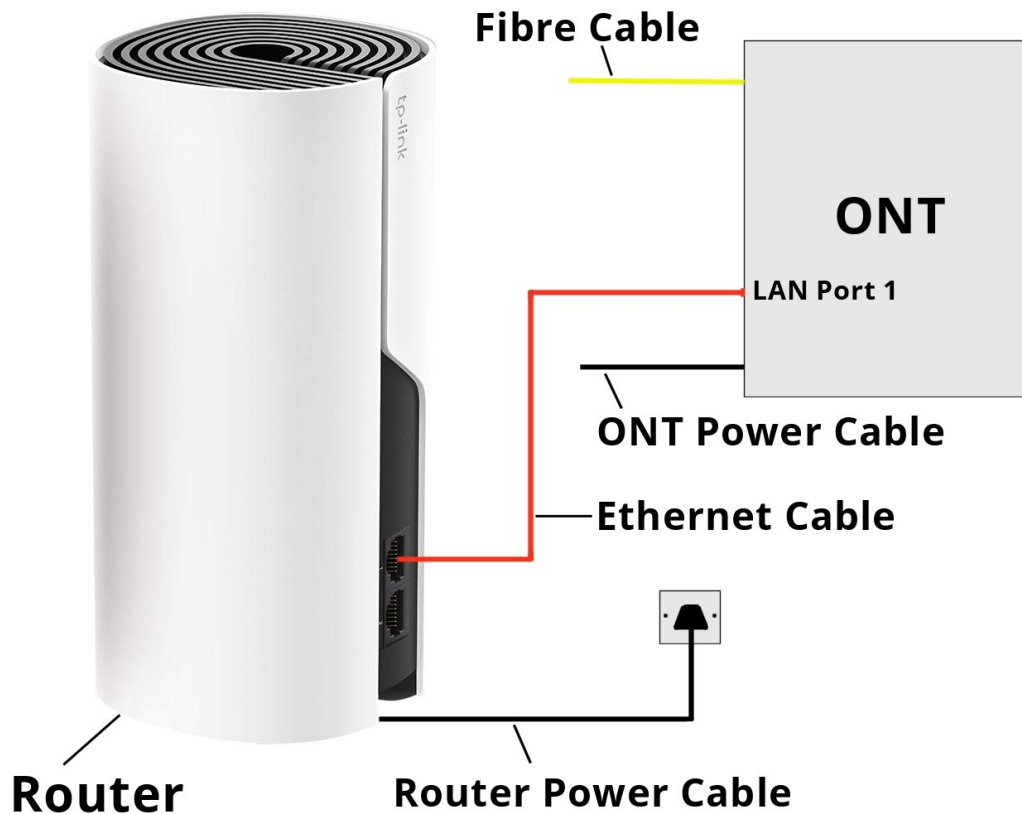 Fibre Cable
tp-link
ONT
LAN Port 1
ONT Power Cable
Ethernet Cable
Router
Router Power Cable